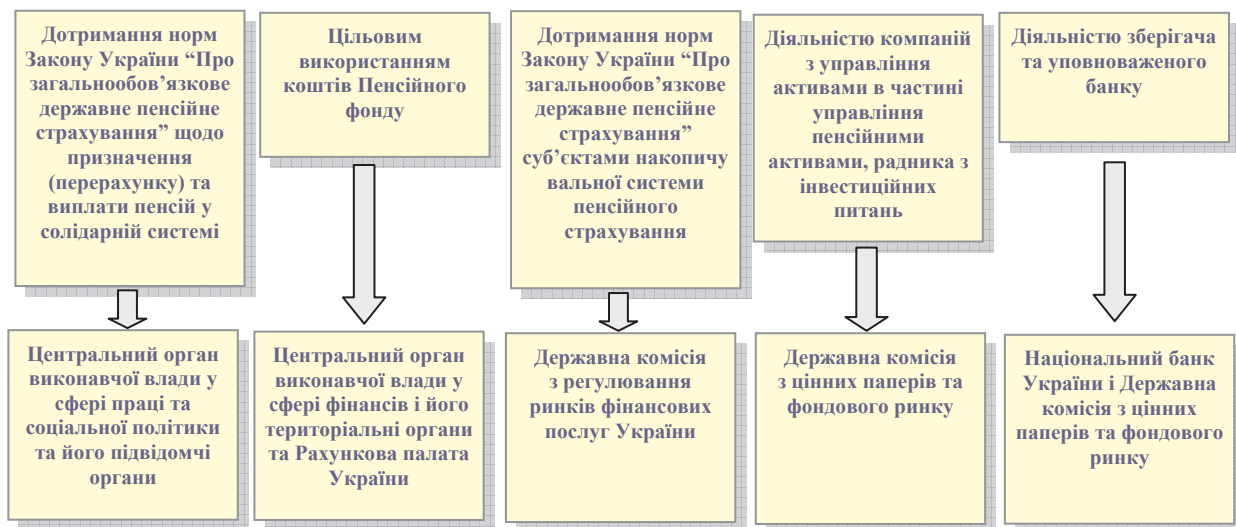 Дотримання норм
Закону України “Про
загальнообов’язкове
державне пенсійне
страхування” щодо
призначення
(перерахунку) та
виплати пенсій у
солідарній системі
Цільовим
використанням
коштів Пенсійного
фонду
Дотримання норм
Закону України “Про
загальнообов’язкове
державне пенсійне
страхування”
суб’єктами накопичу
вальної системи
пенсійного
страхування
Діяльністю компаній
з управління
активами в частині
управління
пенсійними
активами, радника з
інвестиційних
питань
Діяльністю зберігача
та уповноваженого
банку
Центральний орган
виконавчої влади у
сфері праці та
соціальної політики
та його підвідомчі
органи
Центральний орган
виконавчої влади у
сфері фінансів і його
територіальні органи
та Рахункова палата
України
Державна комісія
з регулювання
ринків фінансових
послуг України
Державна комісія
з цінних паперів та
фондового ринку
Національний банк
України і Державна
комісія з цінних
паперів та фондового
ринку